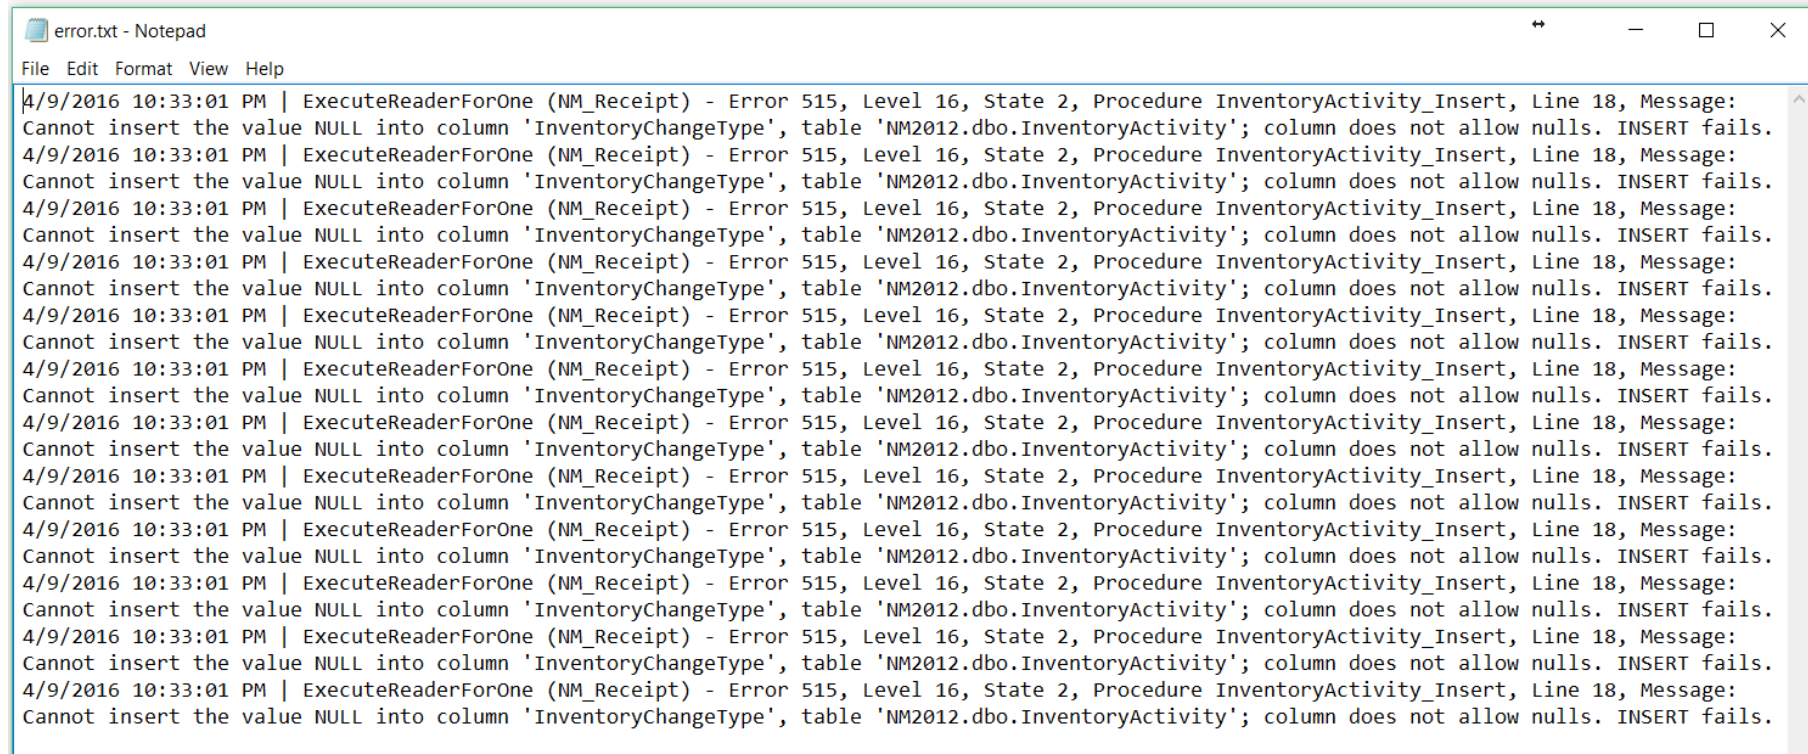 error.txt - Notepad
File Edit Format View Help
4/9/2016 10:33:01 PM | ExecuteReaderForOne (NM_Receipt) - Error 515, Level 16, State 2, Procedure InventoryActivity_Insert, Line 18, Message:
Cannot insert the value NULL into column 'InventoryChangeType', table 'NM2012.dbo.InventoryActivity'; column does not allow nulls. INSERT fails.
4/9/2016 10:33:01 PM | ExecuteReaderForOne (NM_Receipt) - Error 515, Level 16, State 2, Procedure InventoryActivity_Insert, Line 18, Message:
Cannot insert the value NULL into column 'InventoryChangeType', table 'NM2012.dbo.InventoryActivity'; column does not allow nulls. INSERT fails.
4/9/2016 10:33:01 PM | ExecuteReaderForOne (NM_Receipt) - Error 515, Level 16, State 2, Procedure InventoryActivity_Insert, Line 18, Message:
Cannot insert the value NULL into column 'InventoryChangeType', table 'NM2012.dbo.InventoryActivity'; column does not allow nulls. INSERT fails.
4/9/2016 10:33:01 PM | ExecuteReaderForOne (NM_Receipt) - Error 515, Level 16, State 2, Procedure InventoryActivity_Insert, Line 18, Message:
Cannot insert the value NULL into column 'InventoryChangeType', table 'NM2012.dbo.InventoryActivity'; column does not allow nulls. INSERT fails.
4/9/2016 10:33:01 PM | ExecuteReaderForOne (NM_Receipt) - Error 515, Level 16, State 2, Procedure InventoryActivity_Insert, Line 18, Message:
Cannot insert the value NULL into column 'InventoryChangeType', table 'NM2012.dbo.InventoryActivity'; column does not allow nulls. INSERT fails.
4/9/2016 10:33:01 PM | ExecuteReaderForOne (NM_Receipt) - Error 515, Level 16, State 2, Procedure InventoryActivity_Insert, Line 18, Message:
Cannot insert the value NULL into column 'InventoryChangeType', table 'NM2012.dbo.InventoryActivity'; column does not allow nulls. INSERT fails.
4/9/2016 10:33:01 PM | ExecuteReaderForOne (NM_Receipt) - Error 515, Level 16, State 2, Procedure InventoryActivity_Insert, Line 18, Message:
Cannot insert the value NULL into column 'InventoryChangeType', table 'NM2012.dbo.InventoryActivity'; column does not allow nulls. INSERT fails.
4/9/2016 10:33:01 PM | ExecuteReaderForOne (NM_Receipt) - Error 515, Level 16, State 2, Procedure InventoryActivity_Insert, Line 18, Message:
Cannot insert the value NULL into column 'InventoryChangeType', table 'NM2012.dbo.InventoryActivity'; column does not allow nulls. INSERT fails.
4/9/2016 10:33:01 PM | ExecuteReaderForOne (NM_Receipt) - Error 515, Level 16, State 2, Procedure InventoryActivity_Insert, Line 18, Message:
Cannot insert the value NULL into column 'InventoryChangeType', table 'NM2012.dbo.InventoryActivity'; column does not allow nulls. INSERT fails.
4/9/2016 10:33:01 PM | ExecuteReaderForOne (NM_Receipt) - Error 515, Level 16, State 2, Procedure InventoryActivity_Insert, Line 18, Message:
Cannot insert the value NULL into column 'InventoryChangeType', table 'NM2012.dbo.InventoryActivity'; column does not allow nulls. INSERT fails.
4/9/2016 10:33:01 PM | ExecuteReaderForOne (NM_Receipt) - Error 515, Level 16, State 2, Procedure InventoryActivity_Insert, Line 18, Message:
Cannot insert the value NULL into column 'InventoryChangeType', table 'NM2012.dbo.InventoryActivity'; column does not allow nulls. INSERT fails.
4/9/2016 10:33:01 PM | ExecuteReaderForOne (NM_Receipt) - Error 515, Level 16, State 2, Procedure InventoryActivity_Insert, Line 18, Message:
Cannot insert the value NULL into column 'InventoryChangeType', table 'NM2012.dbo.InventoryActivity'; column does not allow nulls. INSERT fails.